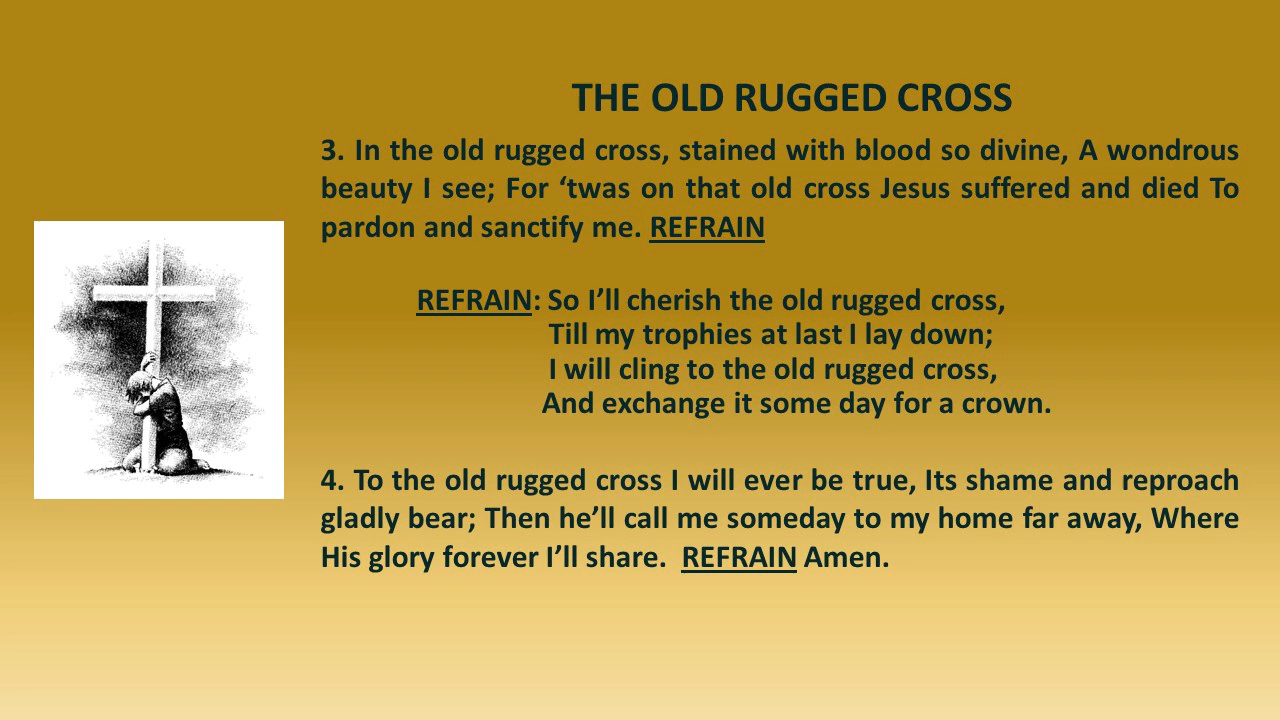 THE OLD RUGGED CROSS
3. In the old rugged cross, stained with blood so divine, A wondrous
beauty I see; For ‘twas on that old cross Jesus suffered and died To
pardon and sanctify me. REFRAIN
REFRAIN: So I’ll cherish the old rugged cross,
Till my trophies at last I lay down;
I will cling to the old rugged cross,
And exchange it some day for a crown.
4. To the old rugged cross I will ever be true, Its shame and reproach
gladly bear; Then he’ll call me someday to my home far away, Where
His glory forever I’ll share.  REFRAIN Amen.